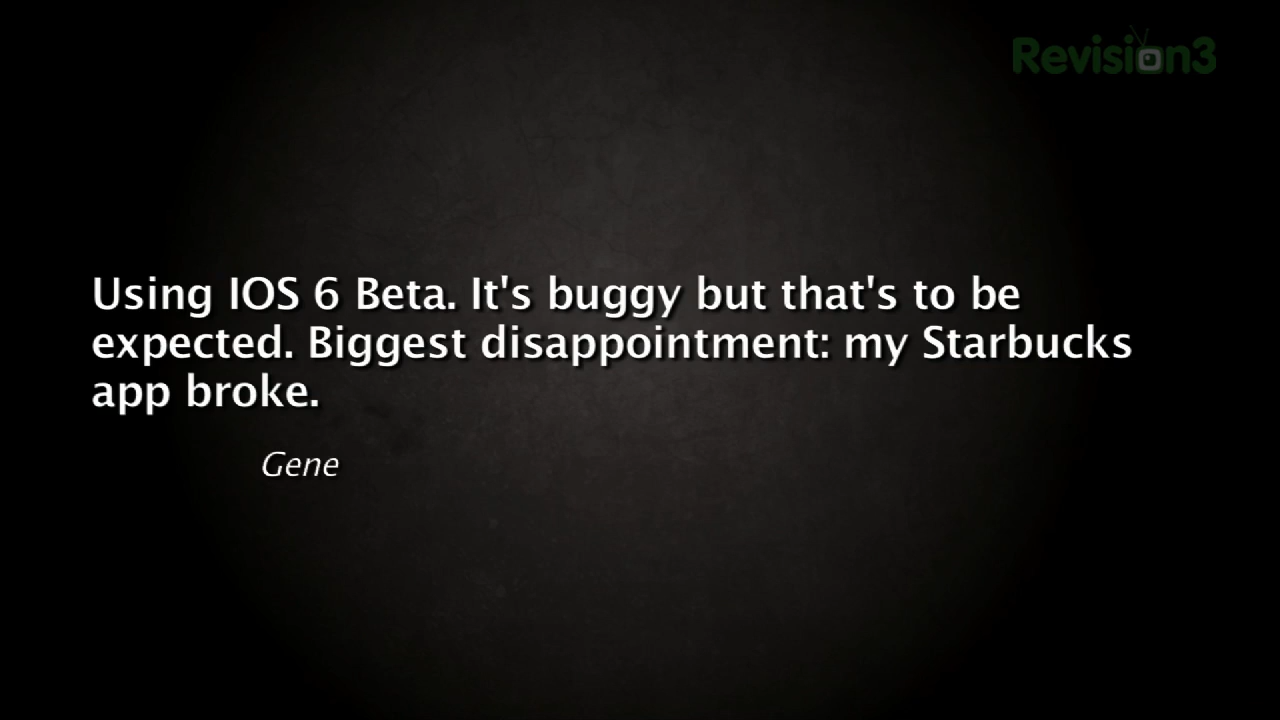 Revision3
Using IOS 6 Beta. It's buggy but that's to be
expected. Biggest disappointment: my Starbucks
app broke.
Gene